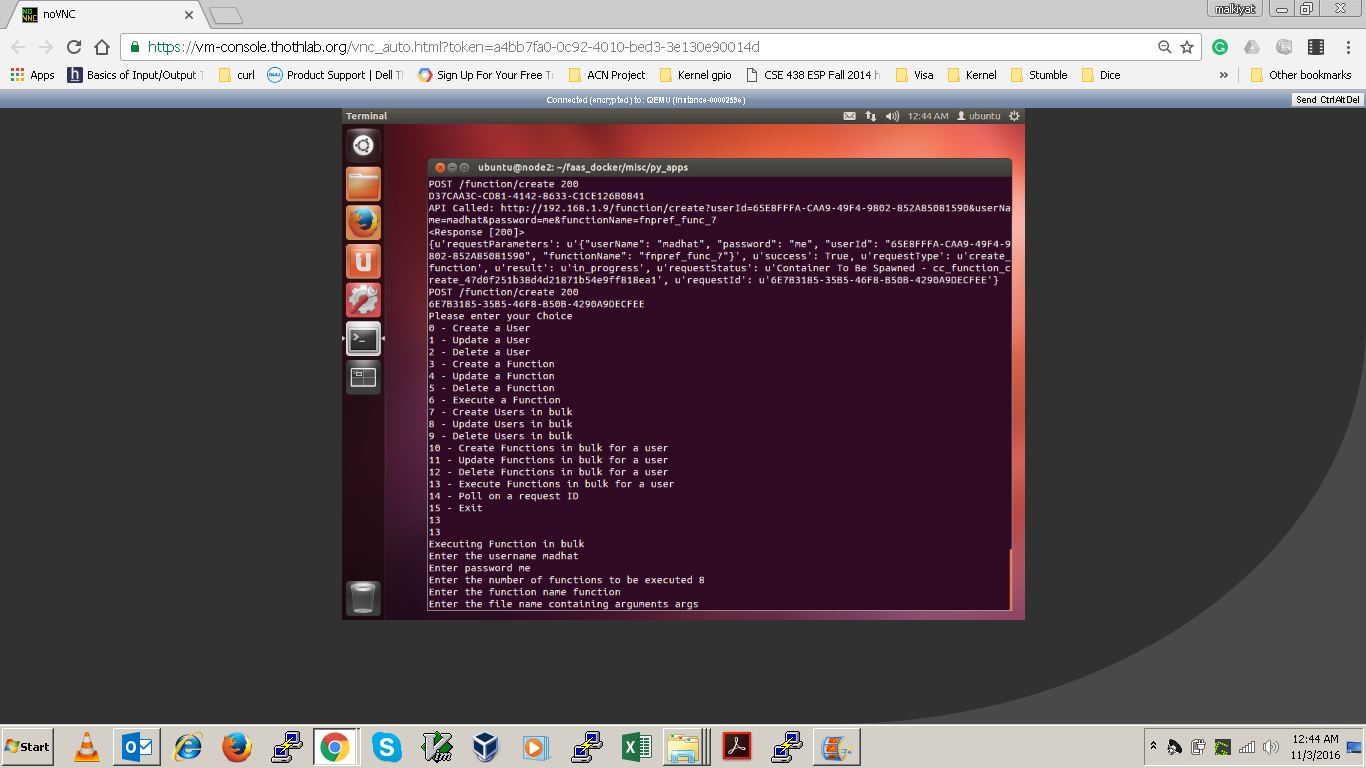 noVNC
malkiyat
https://vm-console.thothlab.org/vnc_auto.html?token=a4bb7fa0-0c92-4010-bed3-3e130e90014d
Apps
Basics of Input/Output T
curl
Product Support | Dell Th
Sign Up For Your Free Tr
ACN Project
Kernel gpio
CSE 438 ESP Fall 2014 h
Visa
Kernel
Stumble
Dice
»
Other bookmarks
Connected (encrypted) to: QEMU (instance-0000259e)
Send CtrlAltDel
Terminal
12:44 AM
ubuntu
ubuntu@node2: ~/faas_docker/misc/py_apps
POST /function/create 200
D37CAA3C-CD81-4142-8633-C1CE126B0841
API Called: http://192.168.1.9/function/create?userId=65E8FFFA-CAA9-49F4-9802-852A85081590&userNa
me=madhat&password=me&functionName=fnpref_func_7
<Response [200]>
{u'requestParameters': u'{"userName": "madhat", "password": "me", "userId": "65E8FFFA-CAA9-49F4-9
802-852A85081590", "functionName": "fnpref_func_7"}', u'success': True, u'requestType': u'create_
function', u'result': u'in_progress', u'requestStatus': u'Container To Be Spawned - cc_function_c
reate_47d0f251b38d4d21871b54e9ff818ea1', u'requestId': u'6E7B3185-35B5-46F8-B50B-4290A9DECFEE'}
POST /function/create 200
6E7B3185-35B5-46F8-B50B-4290A9DECFEE
Please enter your Choice
0 - Create a User
1 - Update a User
2 - Delete a User
3 - Create a Function
4 - Update a Function
5 - Delete a Function
6 - Execute a Function
7 - Create Users in bulk
8 - Update Users in bulk
9 - Delete Users in bulk
10 - Create Functions in bulk for a user
11 - Update Functions in bulk for a user
12 - Delete Functions in bulk for a user
13 - Execute Functions in bulk for a user
14 - Poll on a request ID
15 - Exit
13
13
Executing Function in bulk
Enter the username madhat
Enter password me
Enter the number of functions to be executed 8
Enter the function name function
Enter the file name containing arguments args
Start
12:44 AM
11/3/2016